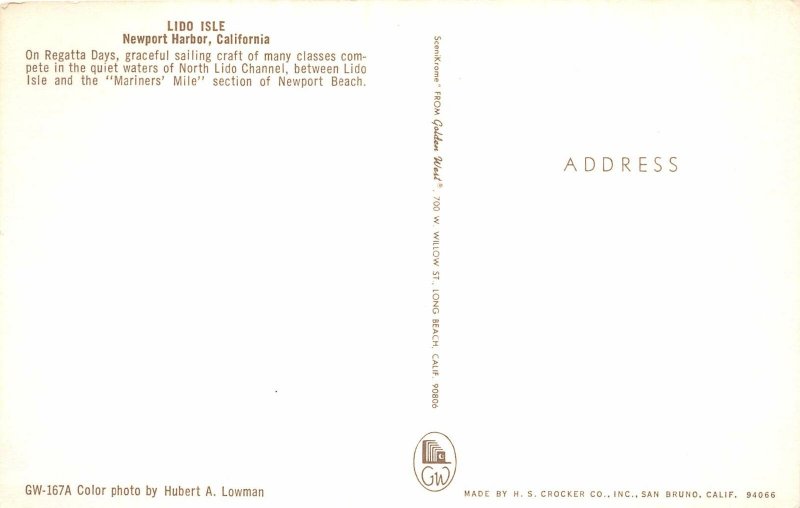 LIDO ISLE
Newport Harbor, California
On Regatta Days, graceful sailing craft of many classes com-
pete in the quiet waters of North Lido Channel, between Lido
Isle and the "Mariners' Mile" section of Newport Beach.
SceniKrome" FROM Golden West®, 700 W. WILLOW ST., LONG BEACH, CALIF. 90806
ADDRESS
GW
GW-167A Color photo by Hubert A. Lowman
MADE BY H. S. CROCKER CO., INC., SAN BRUNO, CALIF. 94066